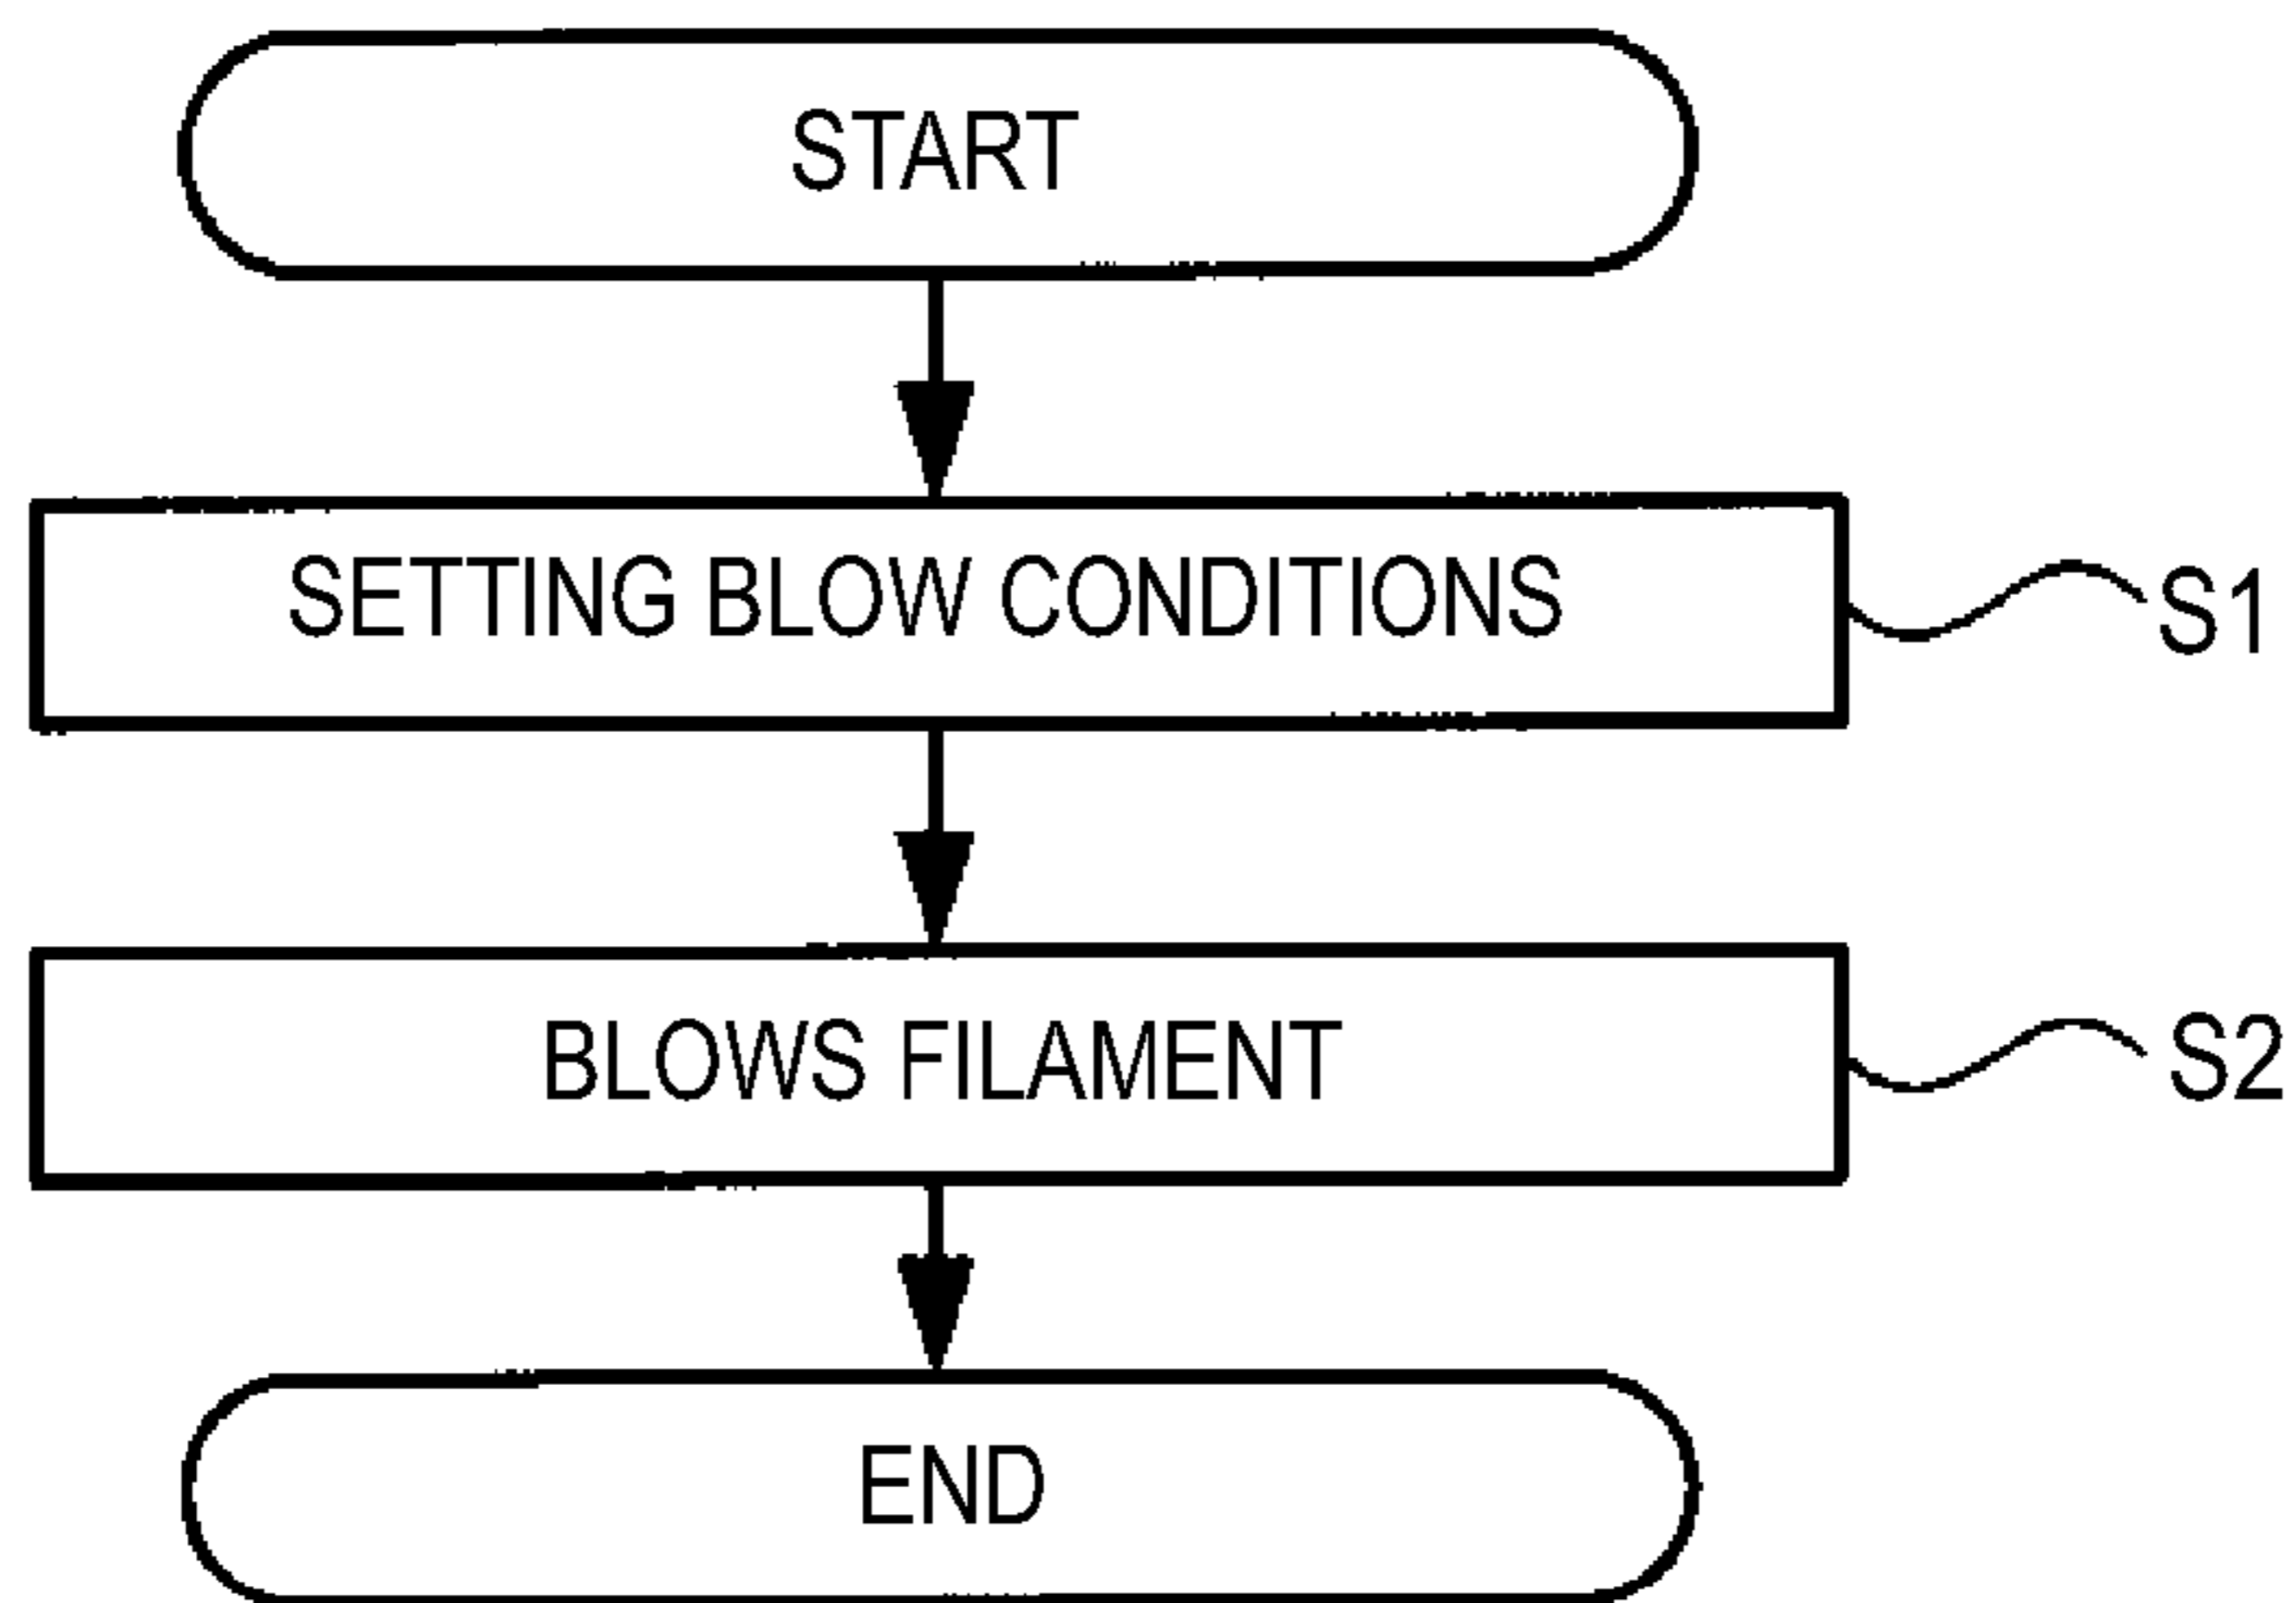 START
SETTING BLOW CONDITIONS
S1
BLOWS FILAMENT
S2
END